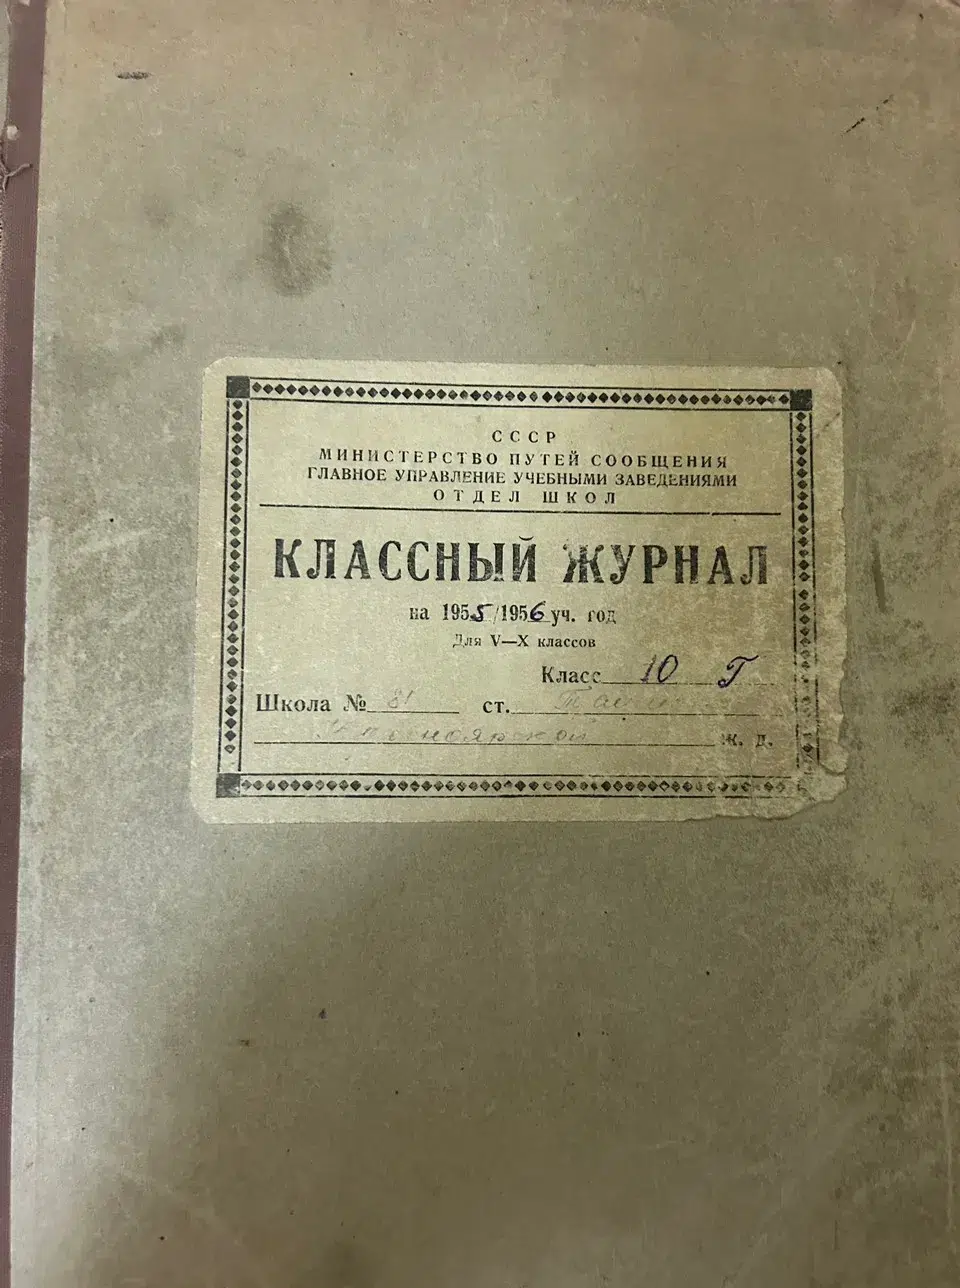 СССР
МИНИСТЕРСТВО ПУТЕЙ СООБЩЕНИЯ
ГЛАВНОЕ УПРАВЛЕНИЕ УЧЕБНЫМИ ЗАВЕДЕНИЯМИ
ОТДЕЛ ШКОЛ
КЛАССНЫЙ ЖУРНАЛ
на 1955/1956 уч. год
Для V—X классов
Класс 10 Г
Школа № ст.
Красноярской ж. д.